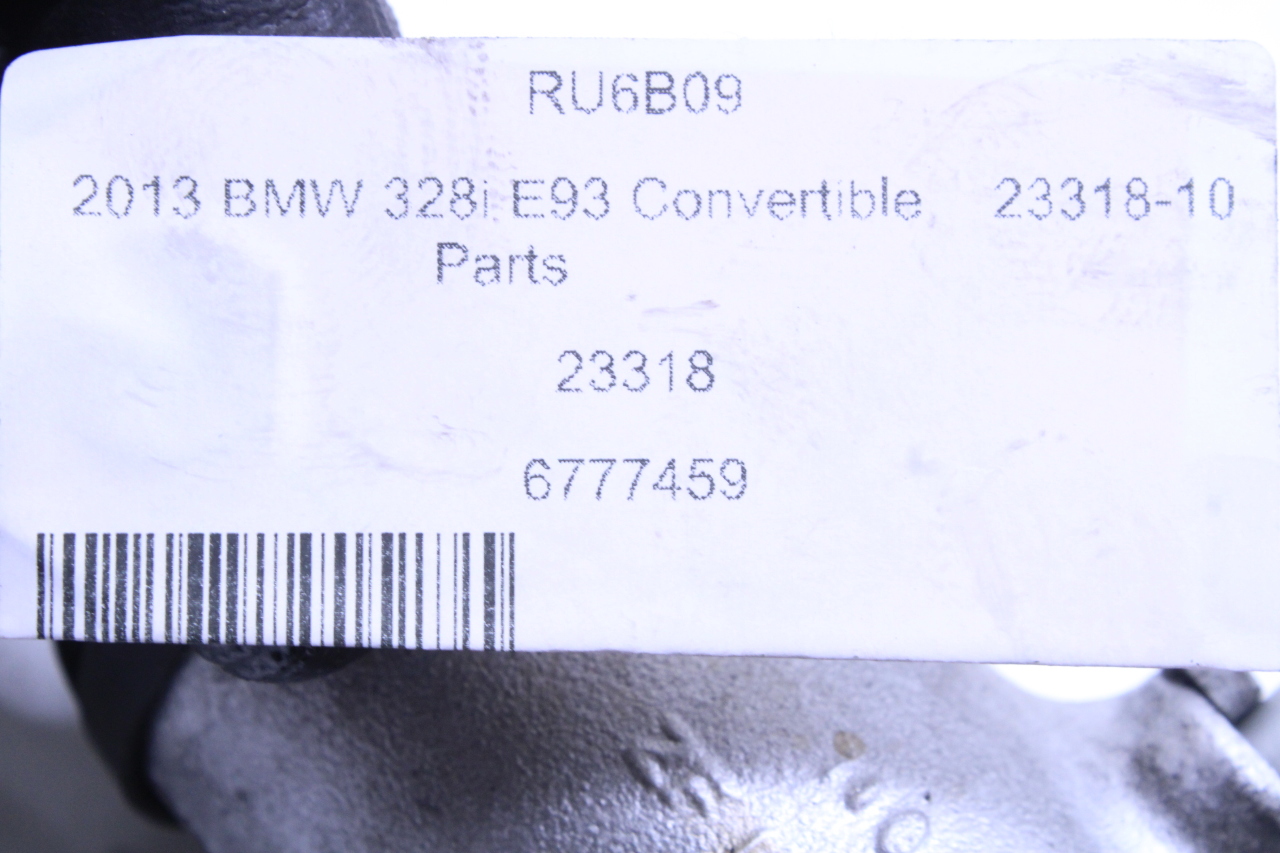 RU6B09
2013 BMW 328i E93 Convertible 23318-10
Parts
23318
6777459